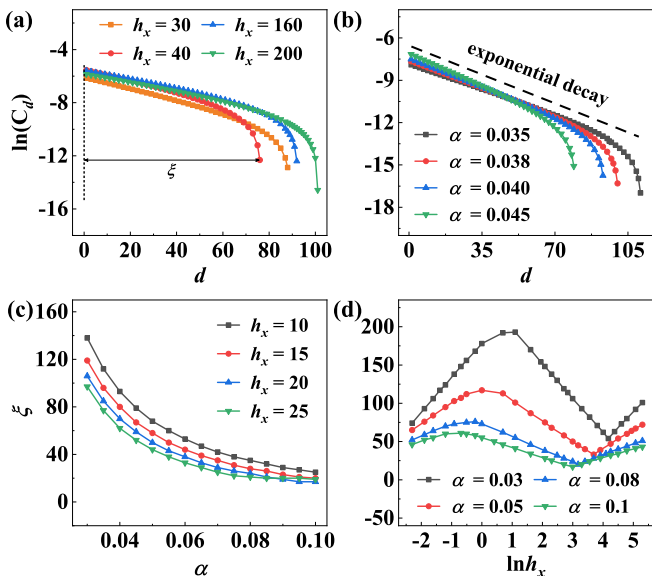 (a)
h_x = 30
h_x = 160
h_x = 40
h_x = 200
ln(C_d)
-4
-8
-12
-16
ξ
0 20 40 60 80 100
d
(b)
exponential decay
α = 0.035
α = 0.038
α = 0.040
α = 0.045
-6
-9
-12
-15
-18
0 35 70 105
d
(c)
h_x = 10
h_x = 15
h_x = 20
h_x = 25
ξ
160
120
80
40
0
0.04 0.06 0.08 0.10
α
(d)
200
150
100
50
0
-50
α = 0.03
α = 0.08
α = 0.05
α = 0.1
-2 -1 0 1 2 3 4 5
lnh_x